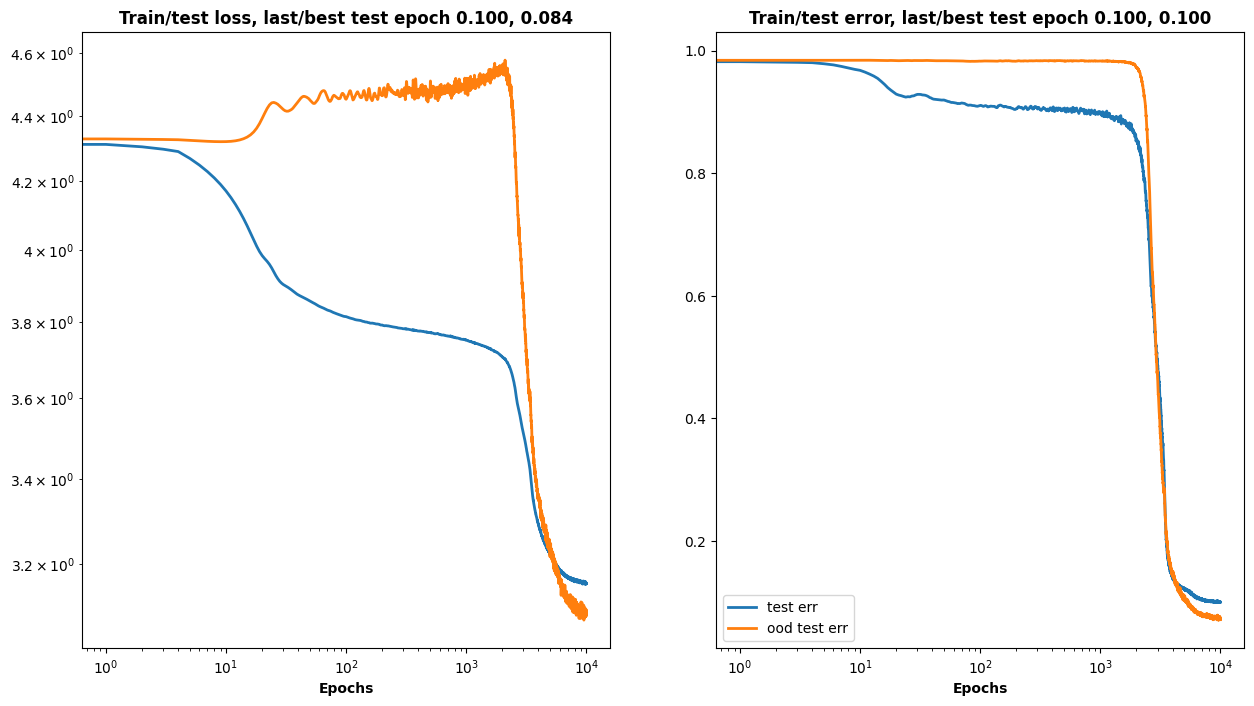 Train/test loss, last/best test epoch 0.100, 0.084
4.6 × 10⁰
4.4 × 10⁰
4.2 × 10⁰
4 × 10⁰
3.8 × 10⁰
3.6 × 10⁰
3.4 × 10⁰
3.2 × 10⁰
10⁰ 10¹ 10² 10³ 10⁴
Epochs
Train/test error, last/best test epoch 0.100, 0.100
1.0
0.8
0.6
0.4
0.2
test err
ood test err
10⁰ 10¹ 10² 10³ 10⁴
Epochs